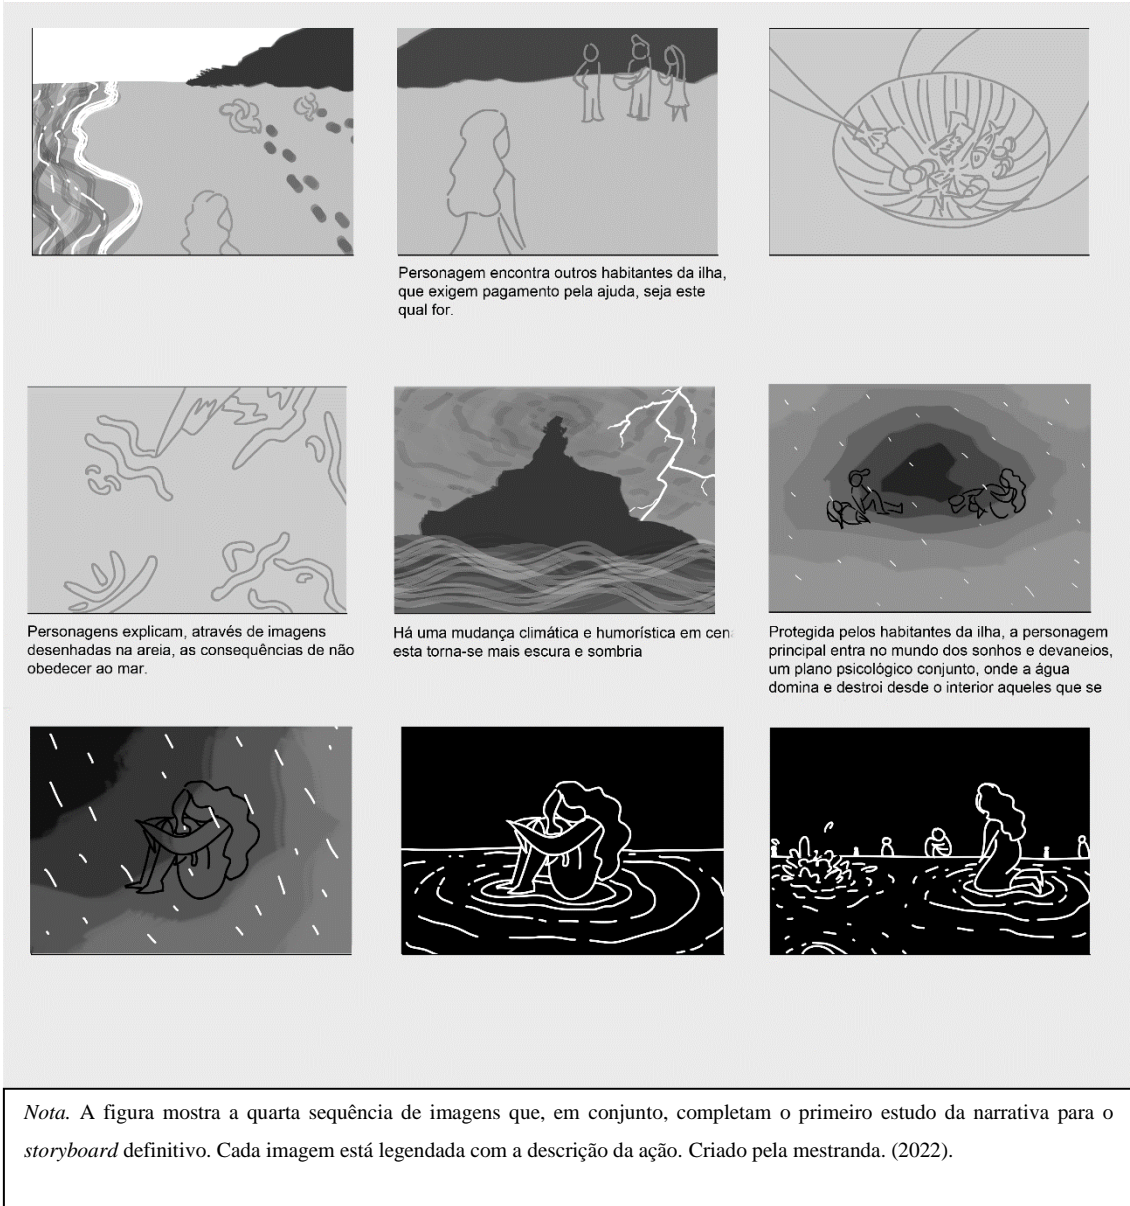 Personagem encontra outros habitantes da ilha,
que exigem pagamento pela ajuda, seja este
qual for.
Personagens explicam, através de imagens
desenhadas na areia, as consequências de não
obedecer ao mar.
Há uma mudança climática e humorística em cen
esta torna-se mais escura e sombria
Protegida pelos habitantes da ilha, a personagem
principal entra no mundo dos sonhos e devaneios,
um plano psicológico conjunto, onde a água
domina e destroi desde o interior aqueles que se
Nota. A figura mostra a quarta sequência de imagens que, em conjunto, completam o primeiro estudo da narrativa para o
storyboard definitivo. Cada imagem está legendada com a descrição da ação. Criado pela mestranda. (2022).